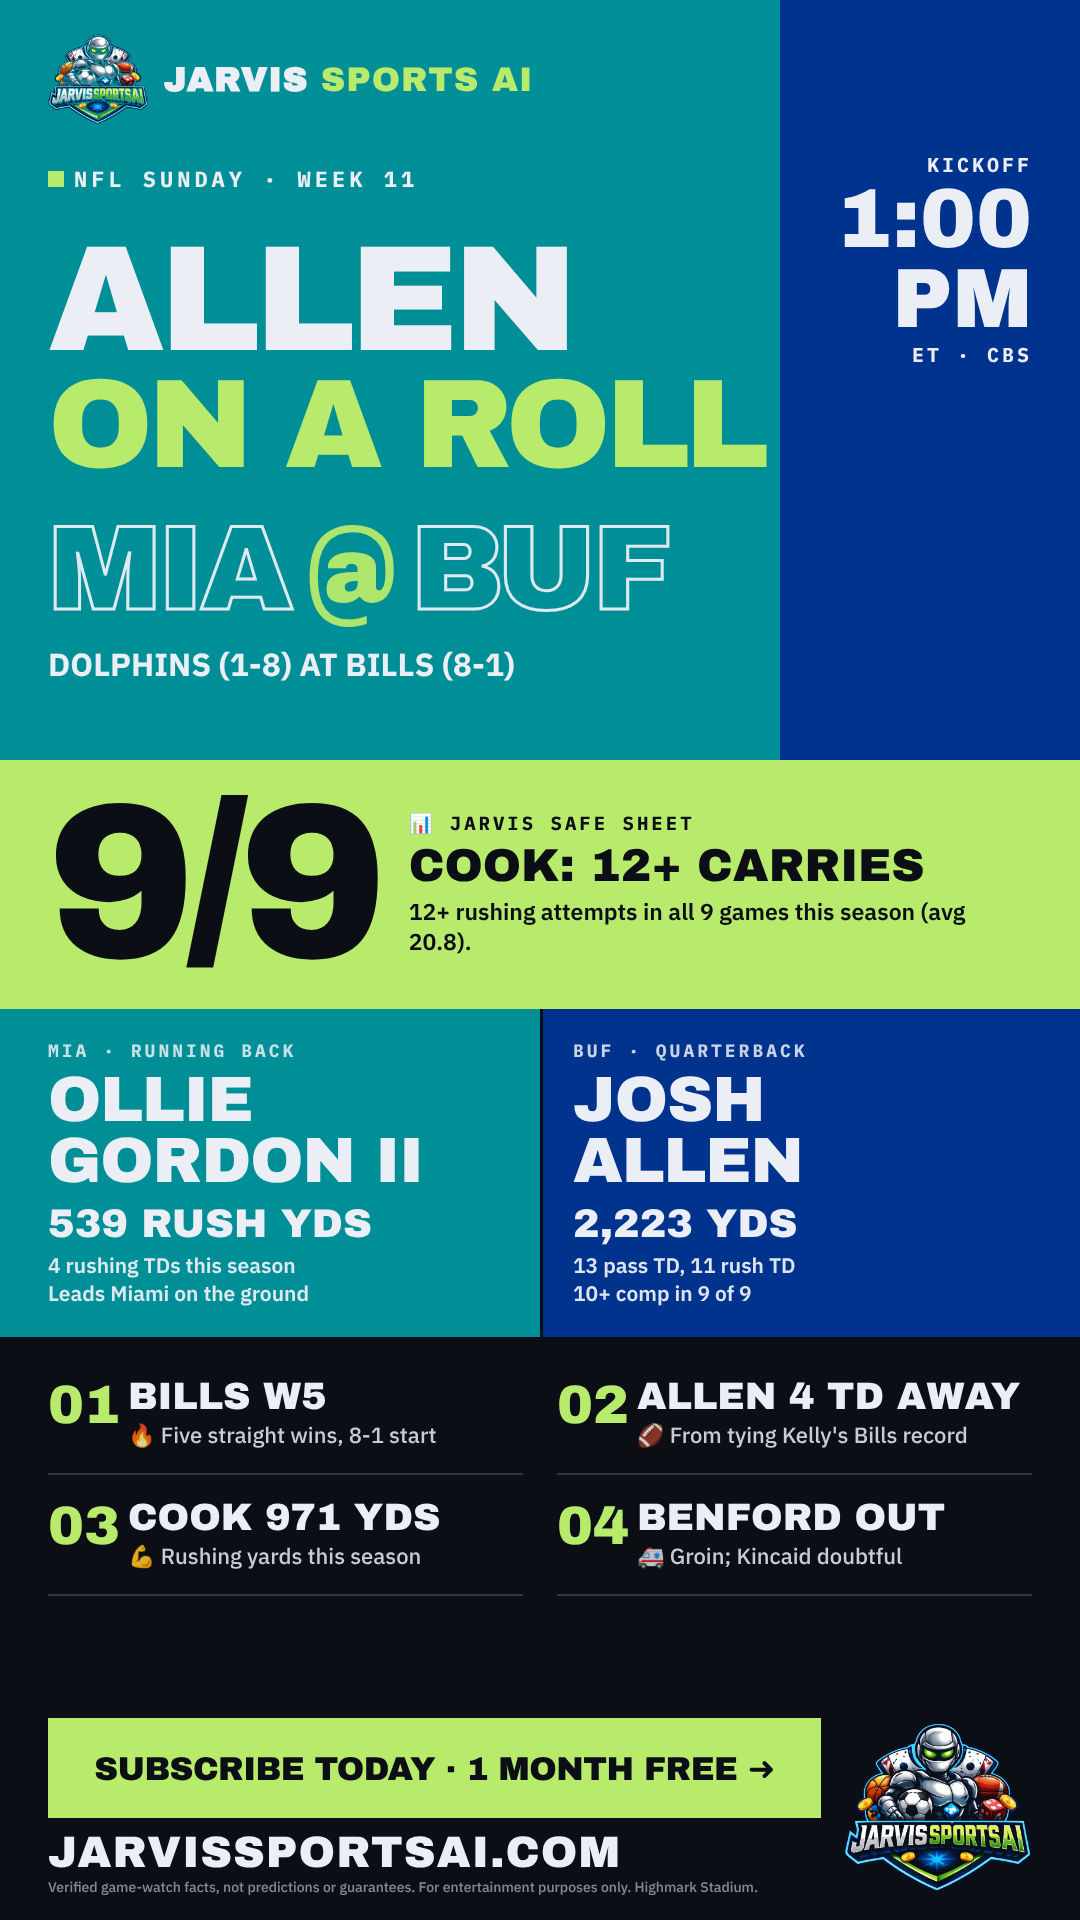 JARVISSPORTSAI
JARVIS SPORTS AI
NFL SUNDAY · WEEK 11
KICKOFF
1:00
PM
ET · CBS
ALLEN
ON A ROLL
MIA @ BUF
DOLPHINS (1-8) AT BILLS (8-1)
9/9
📊 JARVIS SAFE SHEET
COOK: 12+ CARRIES
12+ rushing attempts in all 9 games this season (avg
20.8).
MIA · RUNNING BACK
OLLIE
GORDON II
539 RUSH YDS
4 rushing TDs this season
Leads Miami on the ground
BUF · QUARTERBACK
JOSH
ALLEN
2,223 YDS
13 pass TD, 11 rush TD
10+ comp in 9 of 9
01 BILLS W5
🔥 Five straight wins, 8-1 start
02 ALLEN 4 TD AWAY
🏈 From tying Kelly's Bills record
03 COOK 971 YDS
💪 Rushing yards this season
04 BENFORD OUT
🚑 Groin; Kincaid doubtful
SUBSCRIBE TODAY · 1 MONTH FREE →
JARVISSPORTSAI.COM
Verified game-watch facts, not predictions or guarantees. For entertainment purposes only. Highmark Stadium.
JARVISSPORTSAI